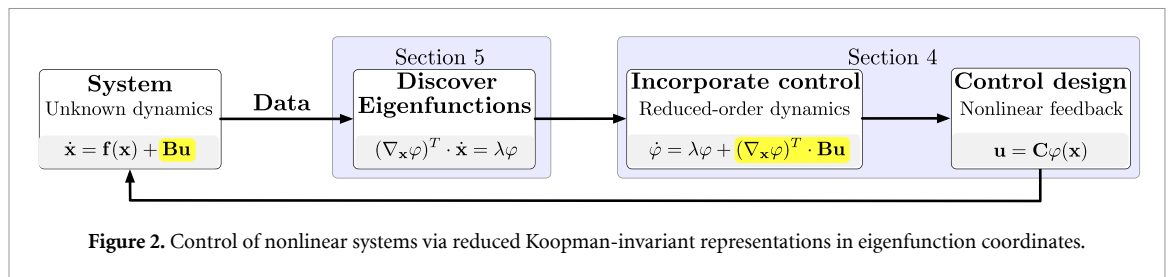 Section 5
Section 4
System
Unknown dynamics
ẋ = f(x) + Bu
Data
Discover
Eigenfunctions
(∇ₓφ)ᵀ · ẋ = λφ
Incorporate control
Reduced-order dynamics
φ̇ = λφ + (∇ₓφ)ᵀ · Bu
Control design
Nonlinear feedback
u = Cφ(x)
Figure 2. Control of nonlinear systems via reduced Koopman-invariant representations in eigenfunction coordinates.